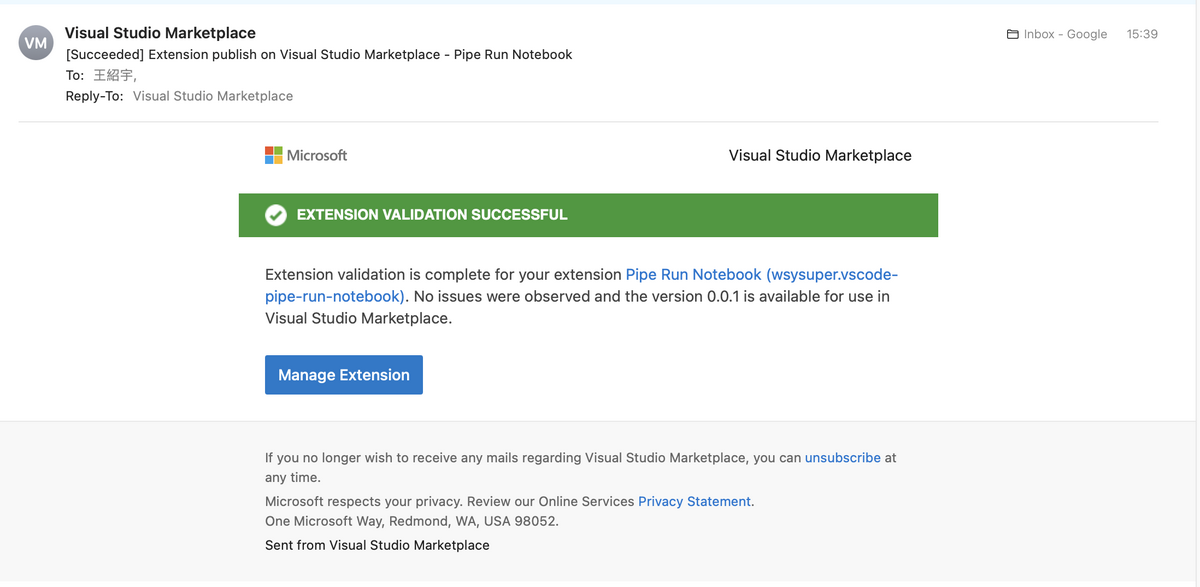 VM
Visual Studio Marketplace
Inbox - Google 15:39
[Succeeded] Extension publish on Visual Studio Marketplace - Pipe Run Notebook
To: 王紹宇,
Reply-To: Visual Studio Marketplace
Microsoft
Visual Studio Marketplace
EXTENSION VALIDATION SUCCESSFUL
Extension validation is complete for your extension Pipe Run Notebook (wsysuper.vscode-
pipe-run-notebook). No issues were observed and the version 0.0.1 is available for use in
Visual Studio Marketplace.
Manage Extension
If you no longer wish to receive any mails regarding Visual Studio Marketplace, you can unsubscribe at
any time.
Microsoft respects your privacy. Review our Online Services Privacy Statement.
One Microsoft Way, Redmond, WA, USA 98052.
Sent from Visual Studio Marketplace